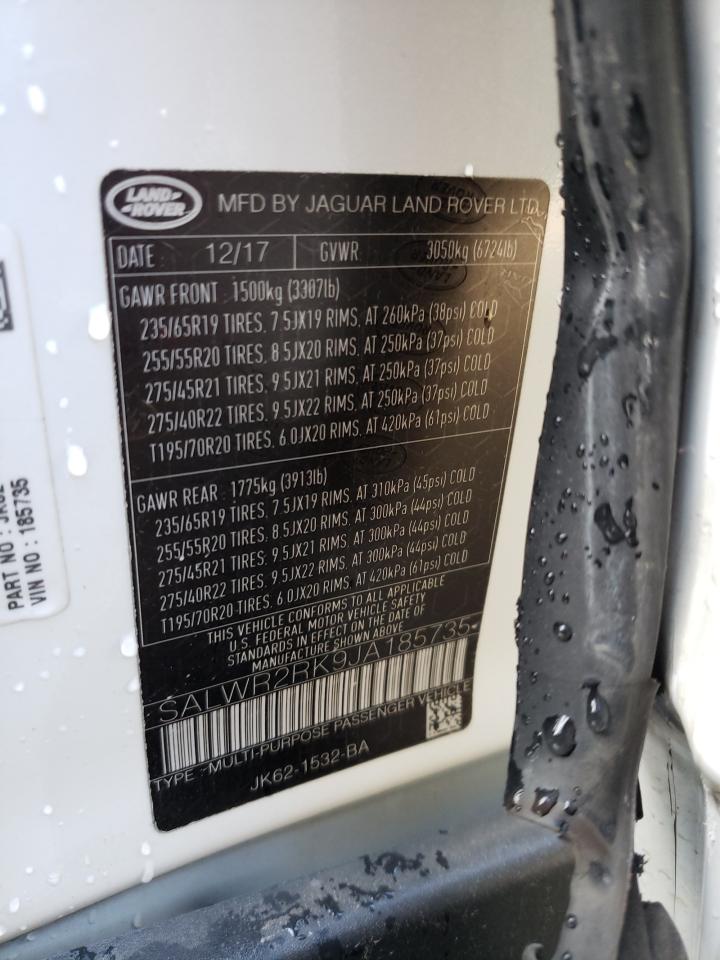 LAND ROVER
MFD BY JAGUAR LAND ROVER LTD.
DATE 12/17 GVWR 3050kg (6724lb)
GAWR FRONT 1500kg (3307lb)
235/65R19 TIRES, 7.5JX19 RIMS, AT 260kPa (38psi) COLD
255/55R20 TIRES, 8.5JX20 RIMS, AT 250kPa (37psi) COLD
275/45R21 TIRES, 9.5JX21 RIMS, AT 250kPa (37psi) COLD
275/40R22 TIRES, 9.5JX22 RIMS, AT 250kPa (37psi) COLD
T195/70R20 TIRES, 6.0JX20 RIMS, AT 420kPa (61psi) COLD
GAWR REAR 1775kg (3913lb)
235/65R19 TIRES, 7.5JX19 RIMS, AT 310kPa (45psi) COLD
255/55R20 TIRES, 8.5JX20 RIMS, AT 300kPa (44psi) COLD
275/45R21 TIRES, 9.5JX21 RIMS, AT 300kPa (44psi) COLD
275/40R22 TIRES, 9.5JX22 RIMS, AT 300kPa (44psi) COLD
T195/70R20 TIRES, 6.0JX20 RIMS, AT 420kPa (61psi) COLD
THIS VEHICLE CONFORMS TO ALL APPLICABLE
U.S. FEDERAL MOTOR VEHICLE SAFETY
STANDARDS IN EFFECT ON THE DATE OF
MANUFACTURE SHOWN ABOVE
SALWR2RK9JA185735
TYPE -MULTI-PURPOSE PASSENGER VEHICLE
JK62-1532-BA
PART NO : JK62
VIN NO : 185735